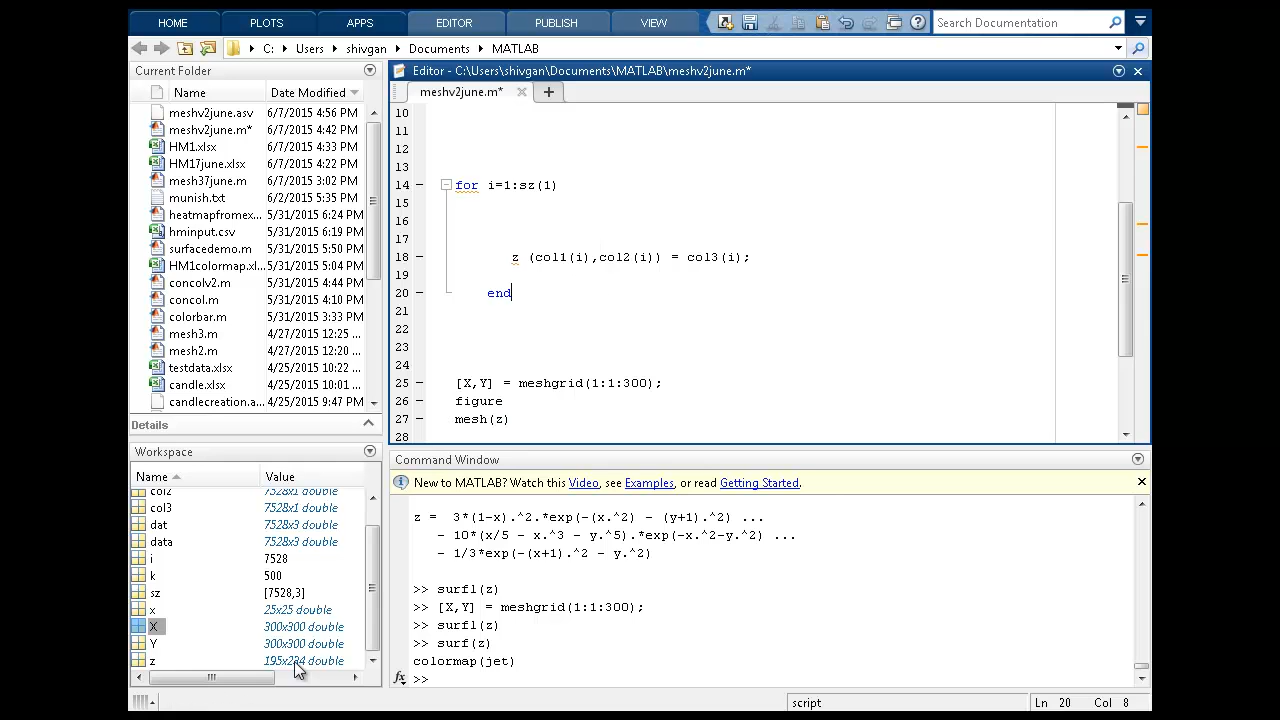 HOME PLOTS APPS EDITOR PUBLISH VIEW Search Documentation
C: Users shivgan Documents MATLAB
Current Folder
Name Date Modified
meshv2june.asv 6/7/2015 4:56 PM
meshv2june.m* 6/7/2015 4:42 PM
HM1.xlsx 6/7/2015 4:33 PM
HM17june.xlsx 6/7/2015 4:22 PM
mesh37june.m 6/7/2015 3:02 PM
munish.txt 6/2/2015 5:35 PM
heatmapfromex... 5/31/2015 6:24 PM
hminput.csv 5/31/2015 6:19 PM
surfacedemo.m 5/31/2015 5:50 PM
HM1colormap.xl... 5/31/2015 5:04 PM
concolv2.m 5/31/2015 4:44 PM
concol.m 5/31/2015 4:10 PM
colorbar.m 5/31/2015 3:33 PM
mesh3.m 4/27/2015 12:25 ...
mesh2.m 4/27/2015 12:20 ...
testdata.xlsx 4/25/2015 10:22 ...
candle.xlsx 4/25/2015 10:01 ...
candlecreation.a... 4/25/2015 9:47 PM
Details
Workspace
Name Value
col2 7528x1 double
col3 7528x1 double
dat 7528x3 double
data 7528x3 double
i 7528
k 500
sz [7528,3]
x 25x25 double
X 300x300 double
Y 300x300 double
z 195x224 double
Editor - C:\Users\shivgan\Documents\MATLAB\meshv2june.m*
meshv2june.m*
10
11
12
13
14 for i=1:sz(1)
15
16
17
18 z (col1(i),col2(i)) = col3(i);
19
20 end
21
22
23
24
25 [X,Y] = meshgrid(1:1:300);
26 figure
27 mesh(z)
28
Command Window
New to MATLAB? Watch this Video, see Examples, or read Getting Started.
z = 3*(1-x).^2.*exp(-(x.^2) - (y+1).^2) ...
- 10*(x/5 - x.^3 - y.^5).*exp(-x.^2-y.^2) ...
- 1/3*exp(-(x+1).^2 - y.^2)
>> surfl(z)
>> [X,Y] = meshgrid(1:1:300);
>> surfl(z)
>> surf(z)
colormap(jet)
fx >>
script Ln 20 Col 8